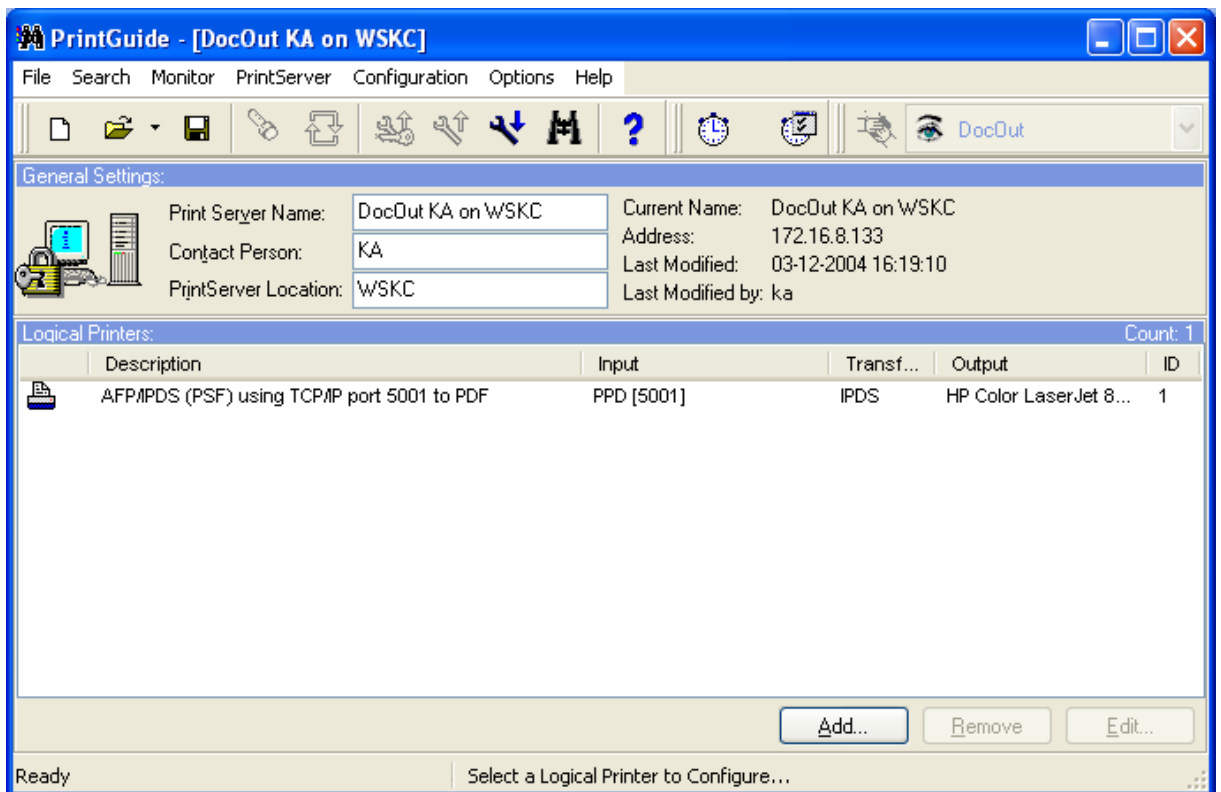 PrintGuide - [DocOut KA on WSKC]
File Search Monitor PrintServer Configuration Options Help
DocOut
General Settings:
Print Server Name: DocOut KA on WSKC Current Name: DocOut KA on WSKC
Contact Person: KA Address: 172.16.8.133
Last Modified: 03-12-2004 16:19:10
PrintServer Location: WSKC Last Modified by: ka
Logical Printers: Count: 1
Description Input Transf... Output ID
AFP/IPDS (PSF) using TCP/IP port 5001 to PDF PPD [5001] IPDS HP Color LaserJet 8... 1
Add... Remove Edit...
Ready Select a Logical Printer to Configure...